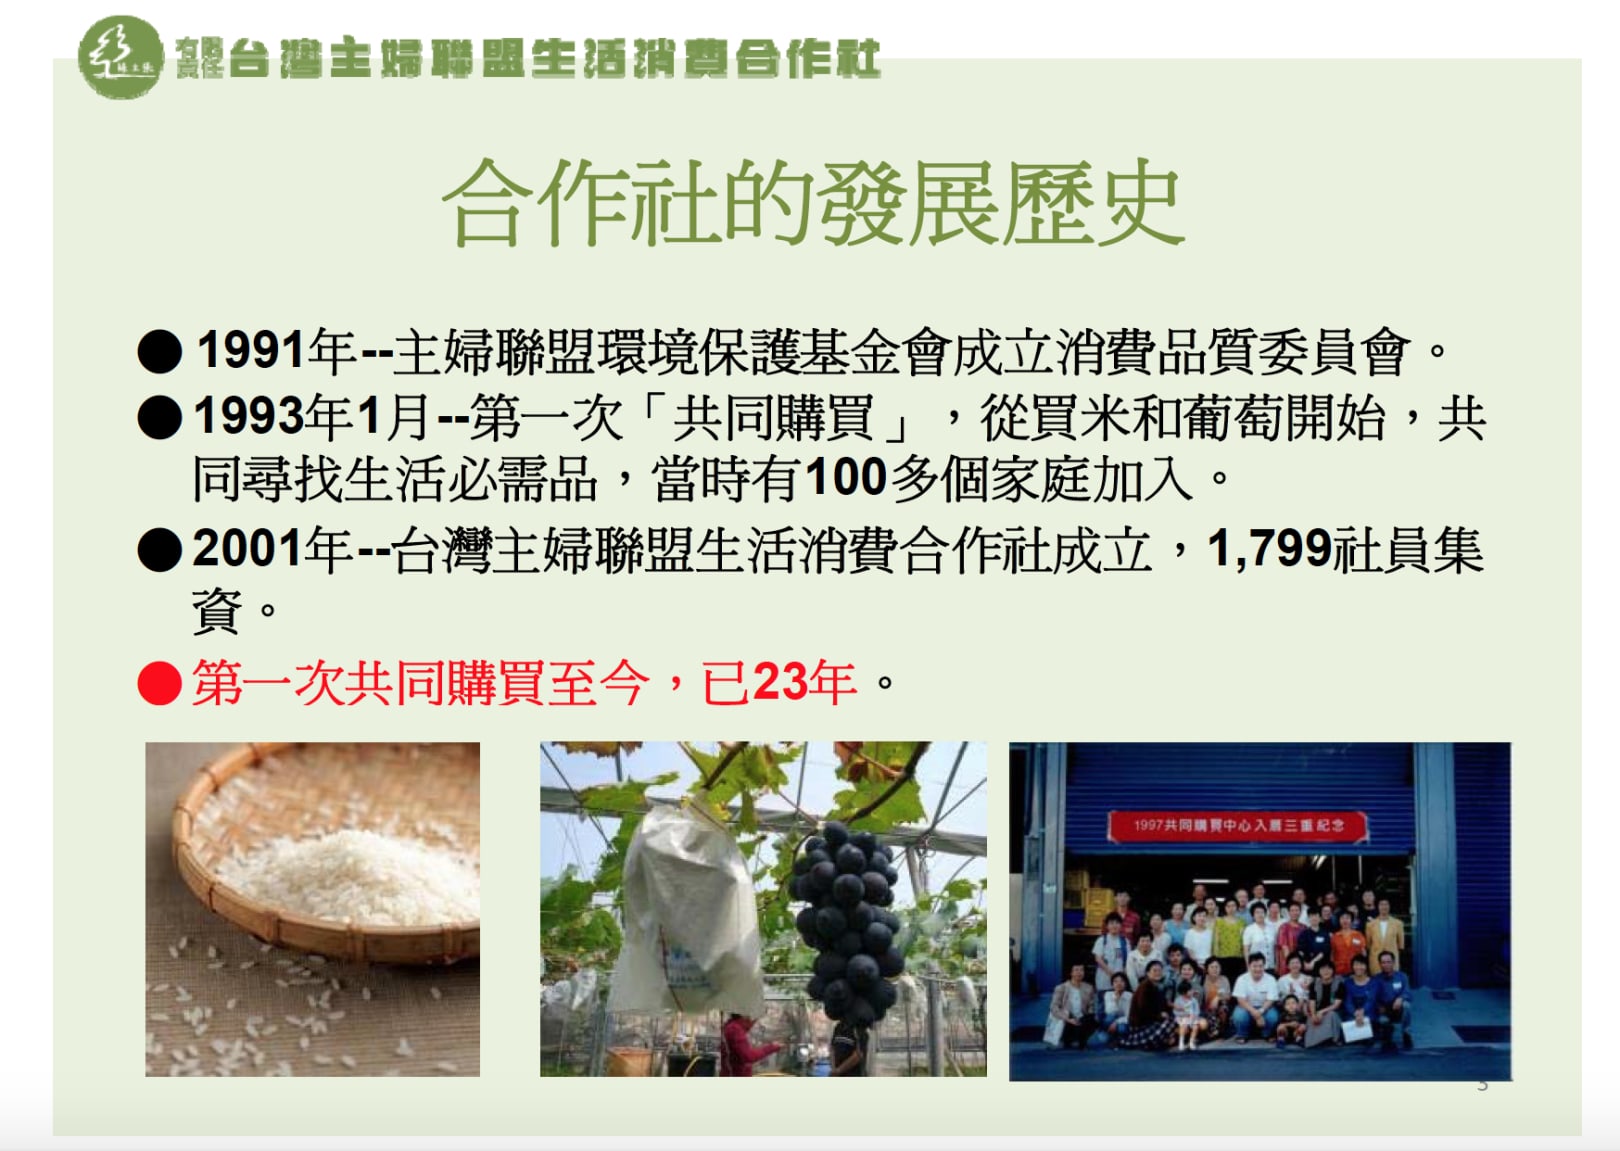 綠主張
有限責任台灣主婦聯盟生活消費合作社
合作社的發展歷史
●1991年--主婦聯盟環境保護基金會成立消費品質委員會。
●1993年1月--第一次「共同購買」，從買米和葡萄開始，共
同尋找生活必需品，當時有100多個家庭加入。
●2001年--台灣主婦聯盟生活消費合作社成立，1,799社員集
資。
●第一次共同購買至今，已23年。
1997共同購買中心入厝三重紀念
3